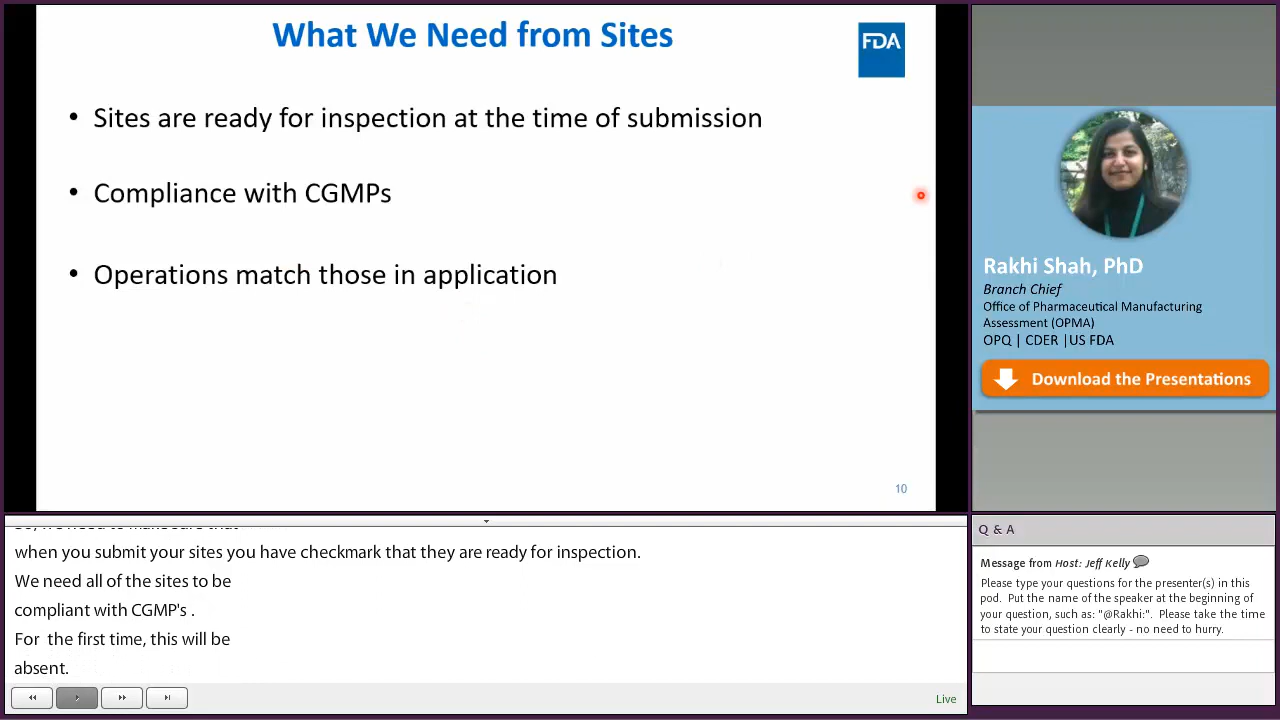 What We Need from Sites
FDA
• Sites are ready for inspection at the time of submission
• Compliance with CGMPs
• Operations match those in application
10
Rakhi Shah, PhD
Branch Chief
Office of Pharmaceutical Manufacturing
Assessment (OPMA)
OPQ | CDER |US FDA
Download the Presentations
when you submit your sites you have checkmark that they are ready for inspection.
We need all of the sites to be
compliant with CGMP's .
For the first time, this will be
absent.
Live
Q & A
Message from Host: Jeff Kelly
Please type your questions for the presenter(s) in this
pod. Put the name of the speaker at the beginning of
your question, such as: "@Rakhi:". Please take the time
to state your question clearly - no need to hurry.